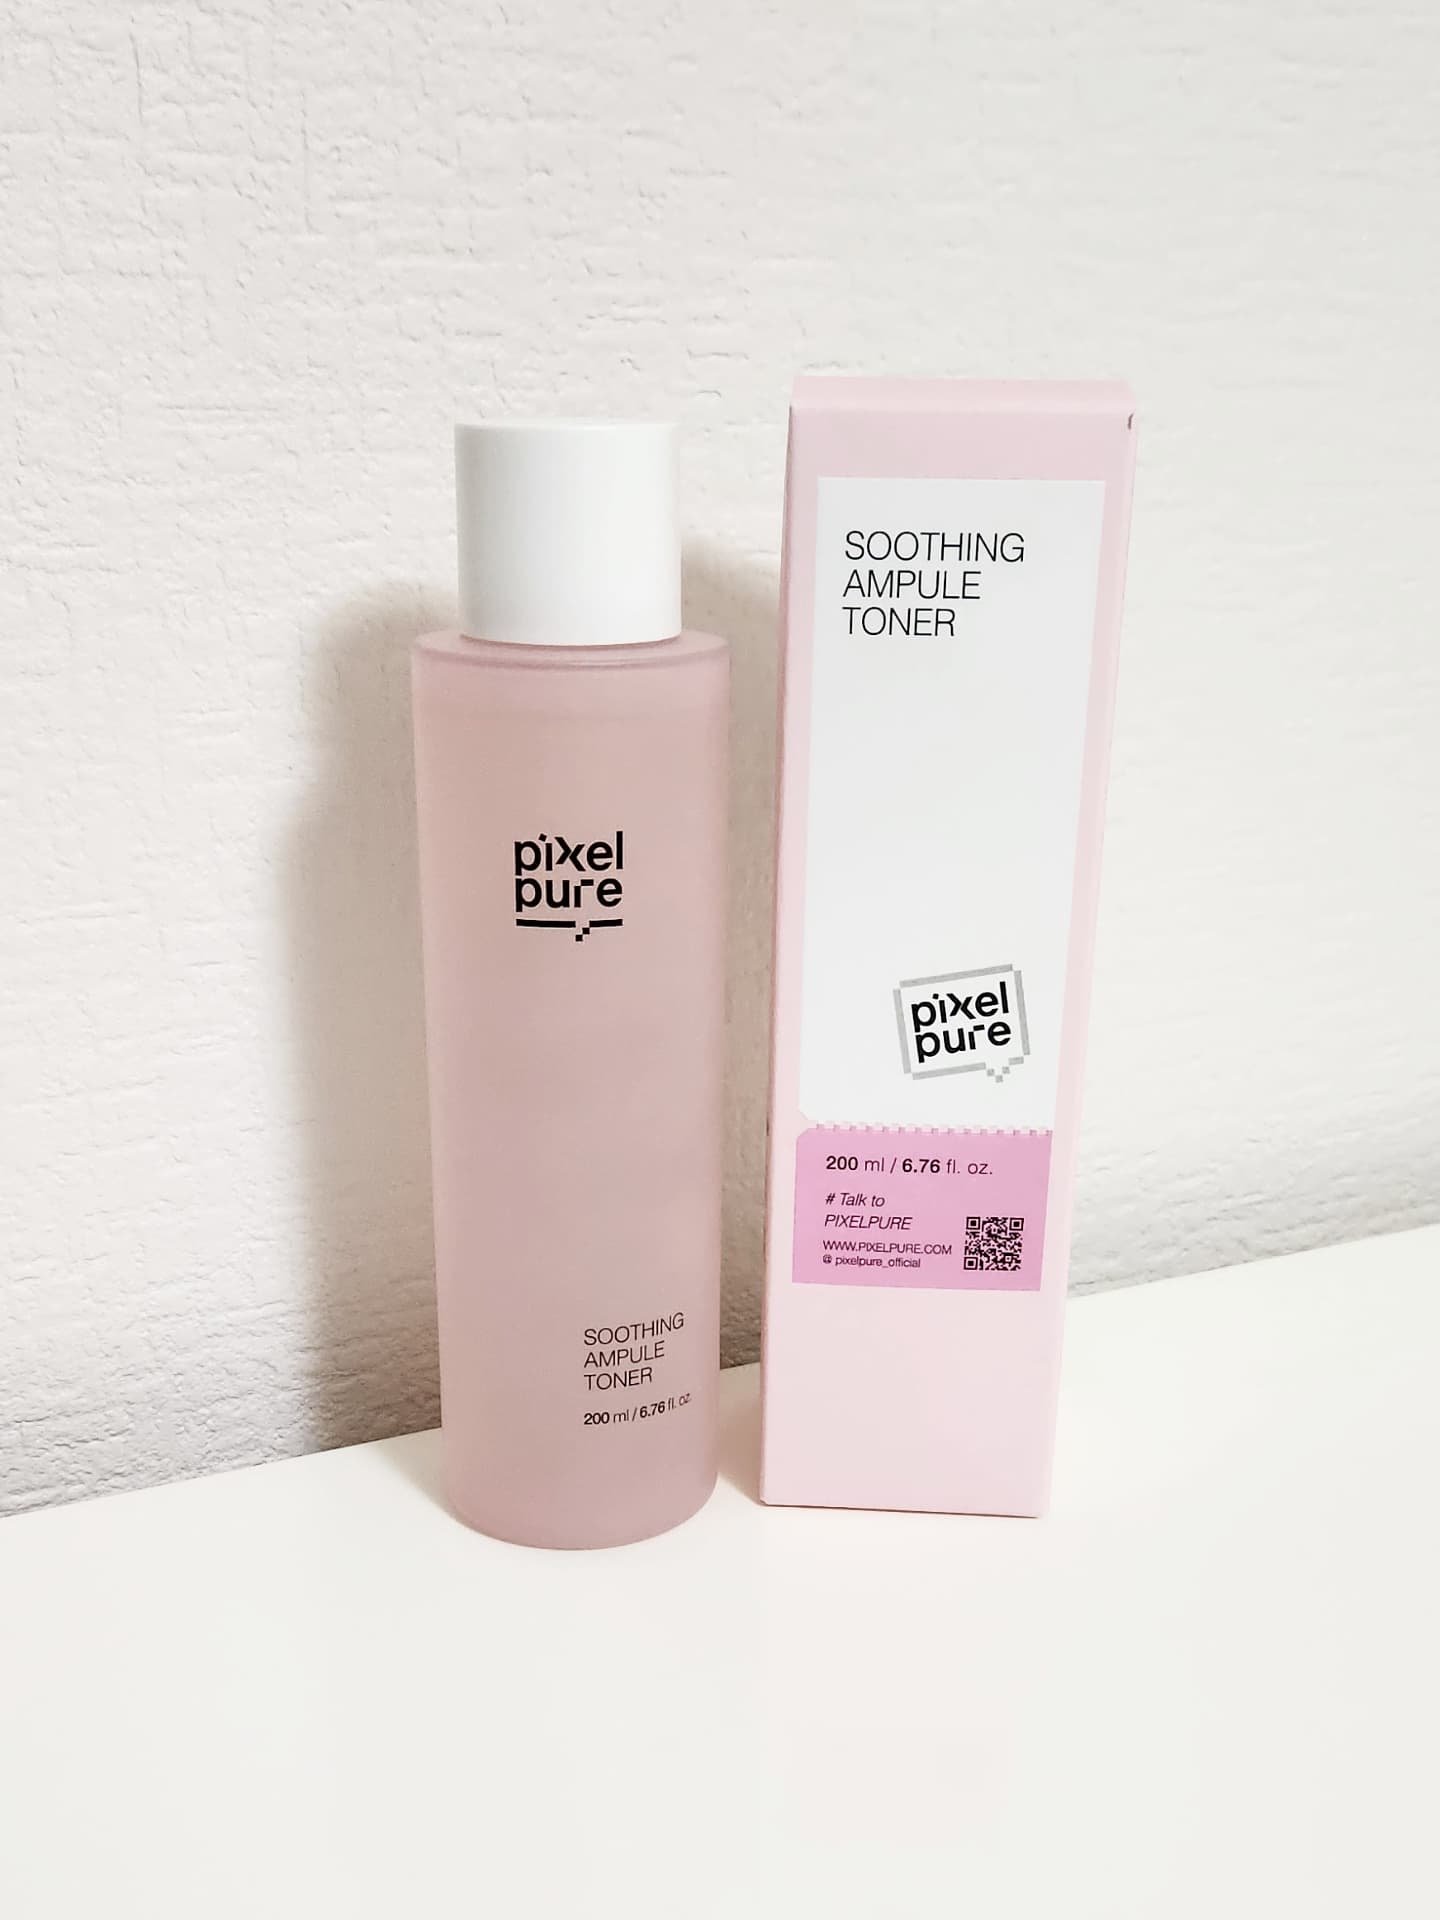 pixel
pure
SOOTHING
AMPULE
TONER
200 ml / 6.76 fl. oz.
SOOTHING
AMPULE
TONER
pixel
pure
200 ml / 6.76 fl. oz.
# Talk to
PIXELPURE
WWW.PIXELPURE.COM
@ pixelpure_official